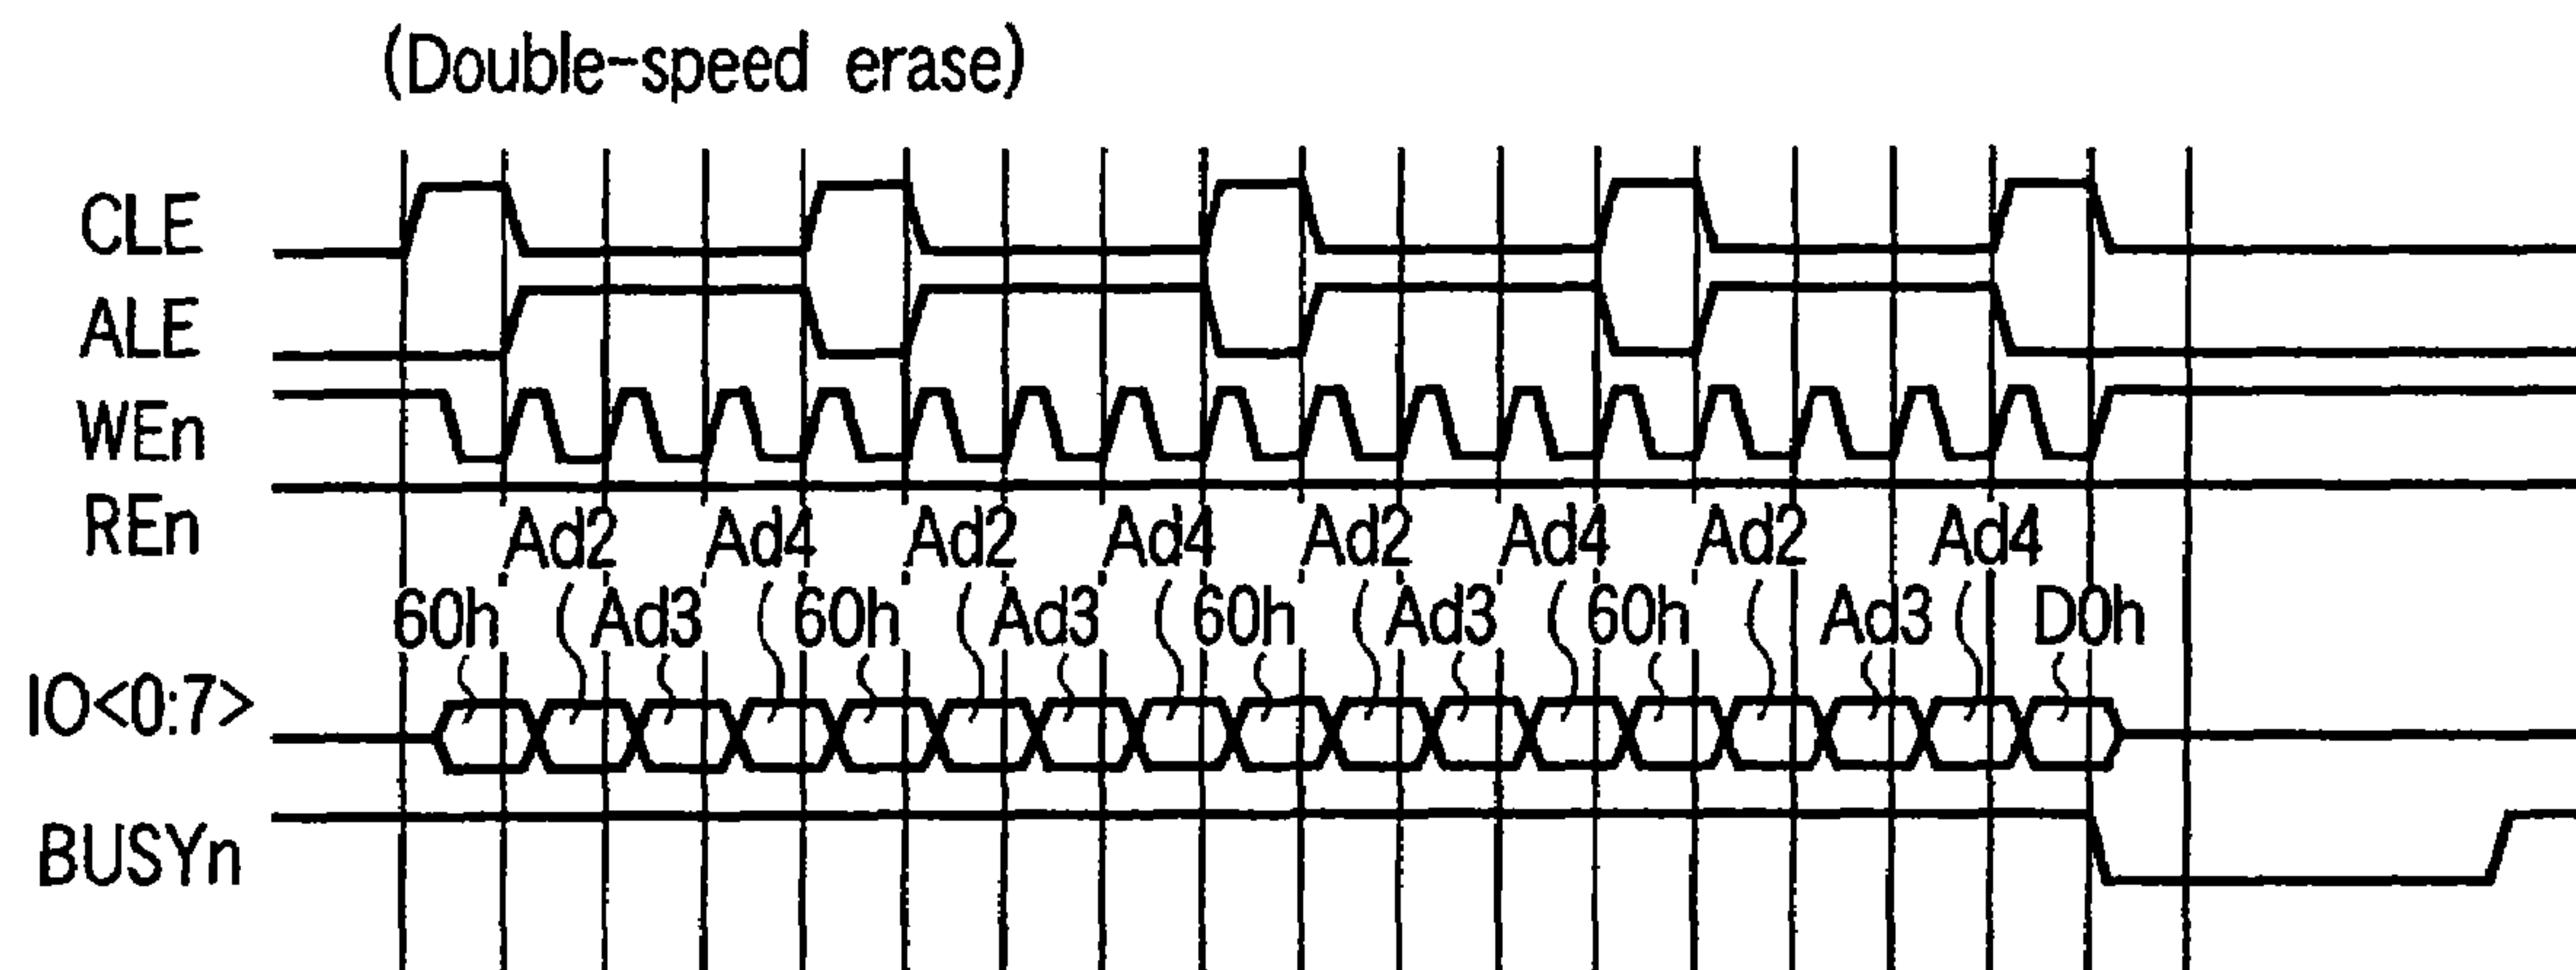 (Double-speed erase)
CLE
ALE
WEn
REn
Ad2 Ad4 Ad2 Ad4 Ad2 Ad4 Ad2 Ad4
60h Ad3 60h Ad3 60h Ad3 60h Ad3 D0h
IO<0:7>
BUSYn